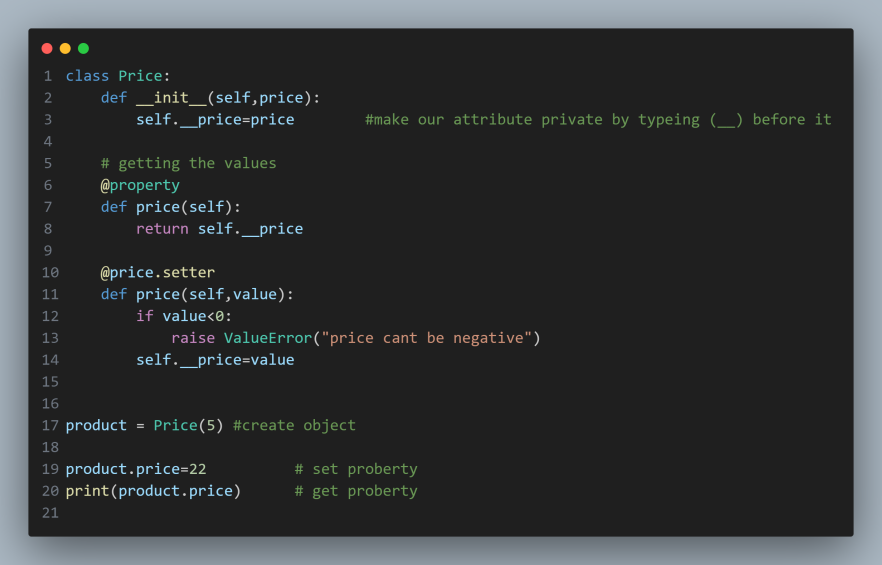 1 class Price:
2     def __init__(self,price):
3         self.__price=price        #make our attribute private by typeing (__) before it
4
5     # getting the values
6     @property
7     def price(self):
8         return self.__price
9
10     @price.setter
11     def price(self,value):
12         if value<0:
13             raise ValueError("price cant be negative")
14         self.__price=value
15
16
17 product = Price(5) #create object
18
19 product.price=22          # set proberty
20 print(product.price)      # get proberty
21